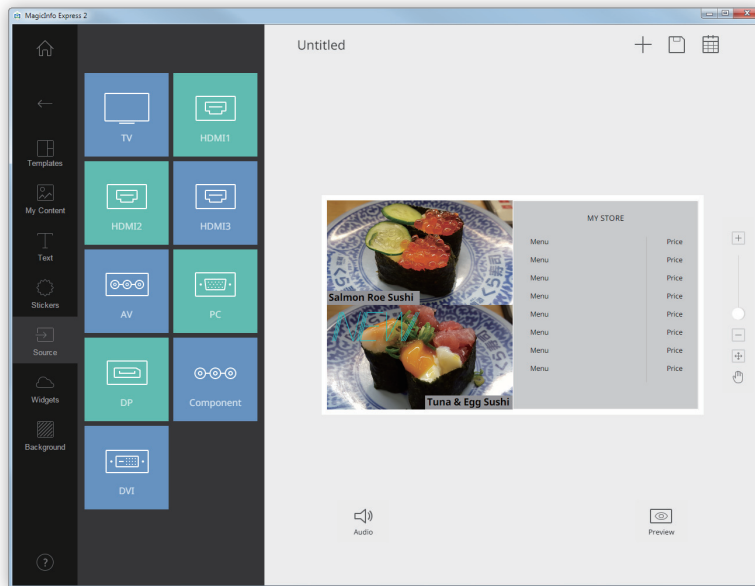 MagicInfo Express 2
Untitled
Templates
My Content
Text
Stickers
Source
Widgets
Background
?
TV
HDMI1
HDMI2
HDMI3
AV
PC
DP
Component
DVI
Salmon Roe Sushi
Tuna & Egg Sushi
MY STORE
Menu Price
Menu Price
Menu Price
Menu Price
Menu Price
Menu Price
Menu Price
Menu Price
Audio
Preview